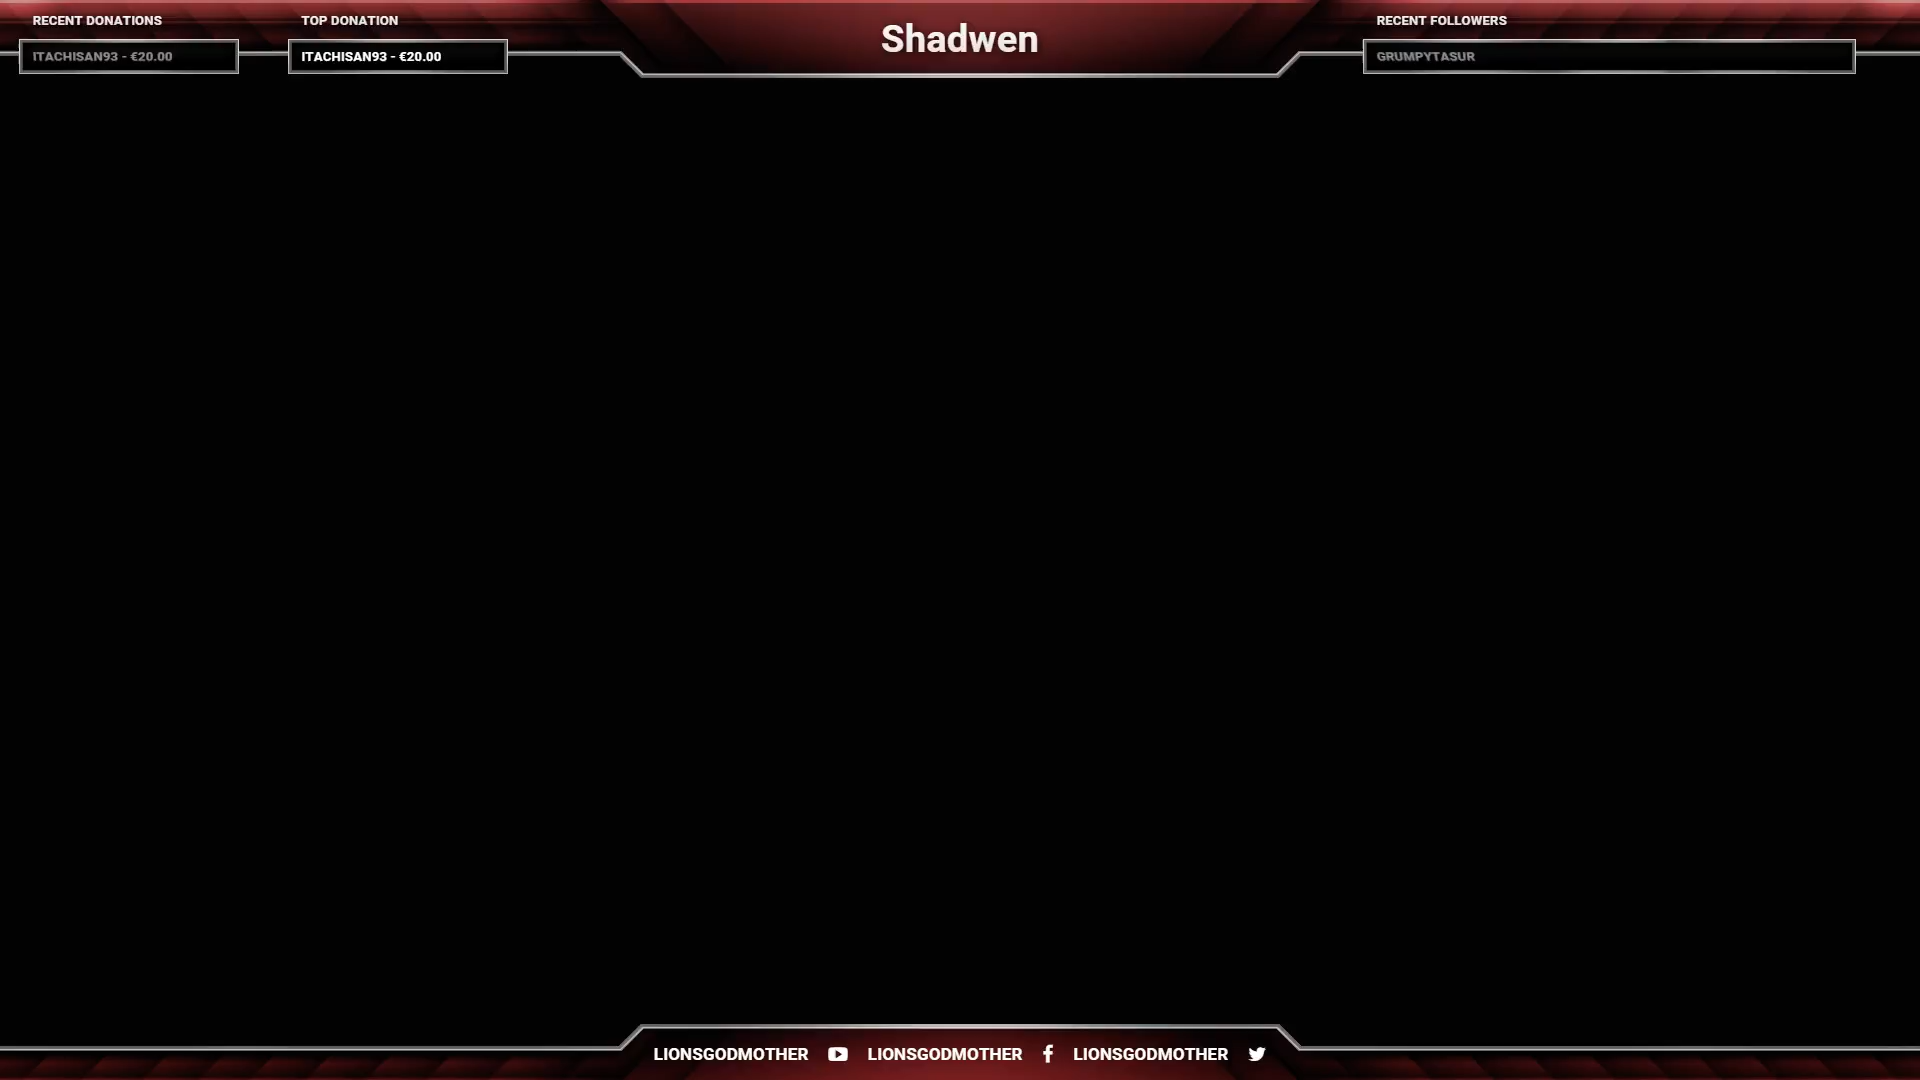 RECENT DONATIONS
ITACHISAN93 - €20.00
TOP DONATION
ITACHISAN93 - €20.00
Shadwen
RECENT FOLLOWERS
GRUMPYTASUR
LIONSGODMOTHER LIONSGODMOTHER LIONSGODMOTHER